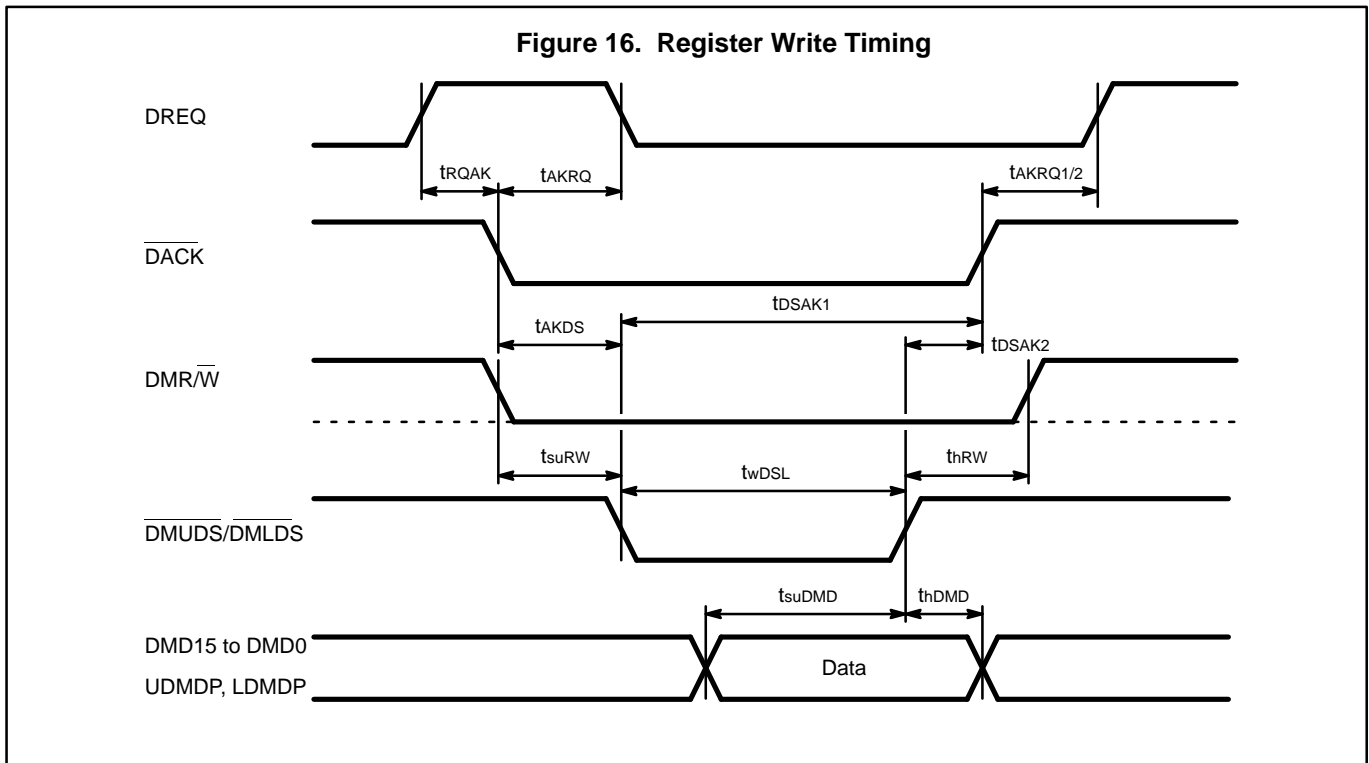 Figure 16. Register Write Timing
DREQ
tRQAK tAKRQ tAKRQ1/2
DACK
tDSAK1
tAKDS
tDSAK2
DMR/W
tsuRW thRW
twDSL
DMUDS/DMLDS
tsuDMD thDMD
DMD15 to DMD0
Data
UDMDP, LDMDP